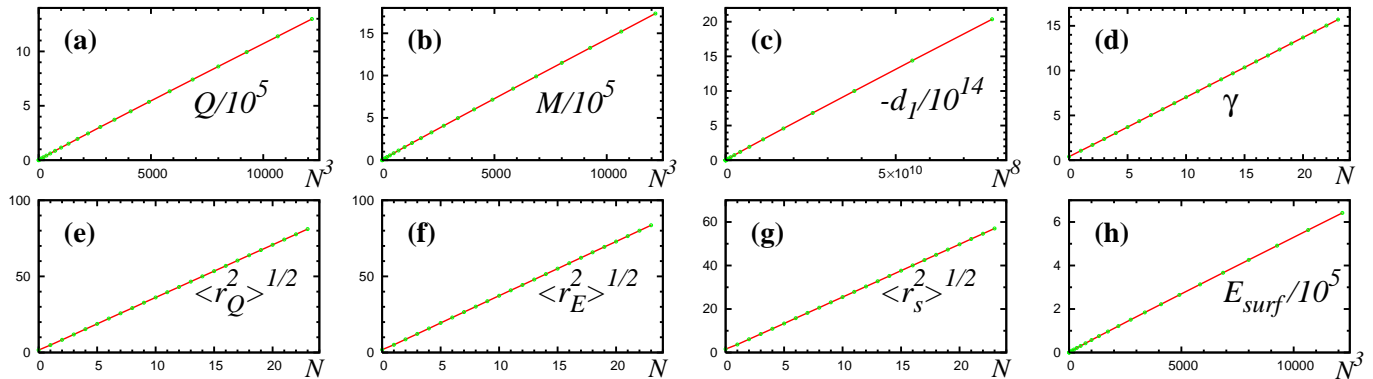 (a)
Q/10^5
0
5
10
0
5000
10000
N^3
(b)
M/10^5
0
5
10
15
0
5000
10000
N^3
(c)
-d_1/10^14
0
5
10
15
20
0
5×10^10
N^8
(d)
γ
0
5
10
15
0
5
10
15
20
N
(e)
<r_Q^2>^1/2
0
50
100
0
5
10
15
20
N
(f)
<r_E^2>^1/2
0
50
100
0
5
10
15
20
N
(g)
<r_s^2>^1/2
0
20
40
60
0
5
10
15
20
N
(h)
E_surf/10^5
0
2
4
6
0
5000
10000
N^3